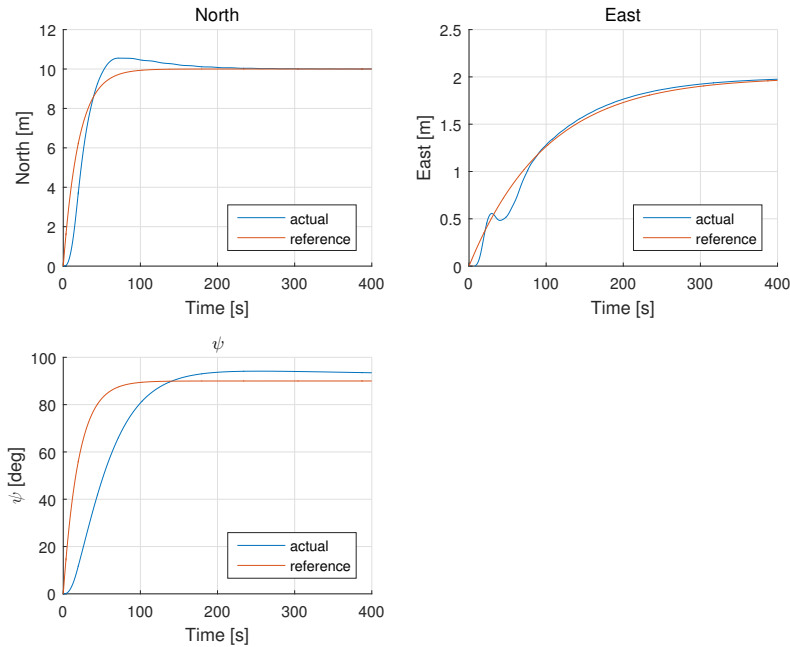 North
12
10
8
6
4
2
0
North [m]
actual
reference
0 100 200 300 400
Time [s]
East
2.5
2
1.5
1
0.5
0
East [m]
actual
reference
0 100 200 300 400
Time [s]
ψ
100
80
60
40
20
0
ψ [deg]
actual
reference
0 100 200 300 400
Time [s]